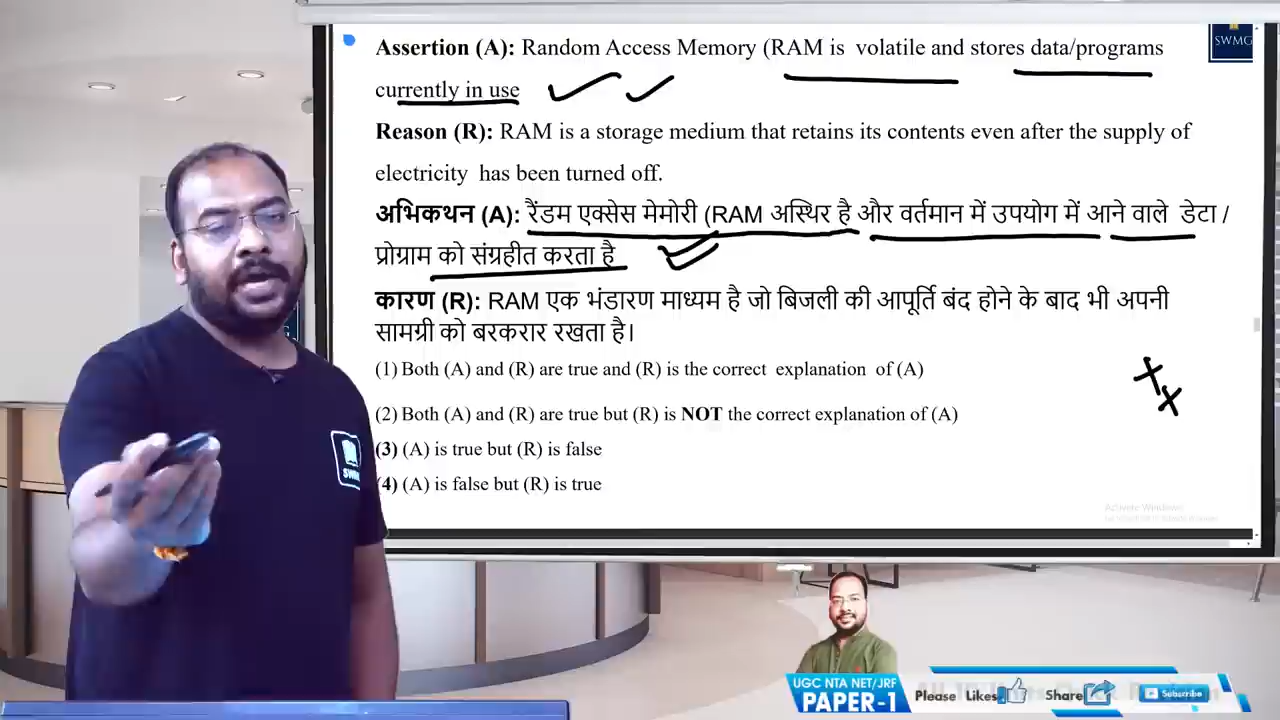 Assertion (A): Random Access Memory (RAM is volatile and stores data/programs
currently in use
Reason (R): RAM is a storage medium that retains its contents even after the supply of
electricity has been turned off.
अभिकथन (A): रैंडम एक्सेस मेमोरी (RAM अस्थिर है और वर्तमान में उपयोग में आने वाले डेटा /
प्रोग्राम को संग्रहीत करता है
कारण (R): RAM एक भंडारण माध्यम है जो बिजली की आपूर्ति बंद होने के बाद भी अपनी
सामग्री को बरकरार रखता है।
(1) Both (A) and (R) are true and (R) is the correct explanation of (A)
(2) Both (A) and (R) are true but (R) is NOT the correct explanation of (A)
(3) (A) is true but (R) is false
(4) (A) is false but (R) is true
SWMG
SWMG
Activate Windows
UGC NTA NET/JRF
PAPER-1
Please Likes Share Subscribe